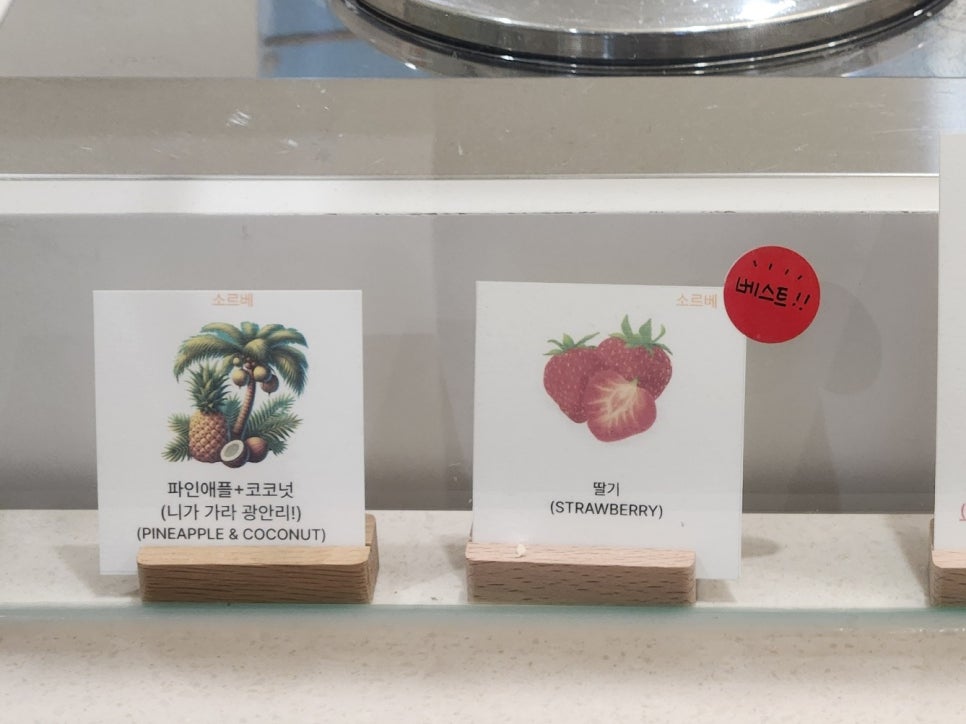 소르베
파인애플+코코넛
(니가 가라 광안리!)
(PINEAPPLE & COCONUT)
소르베
베스트!!
딸기
(STRAWBERRY)